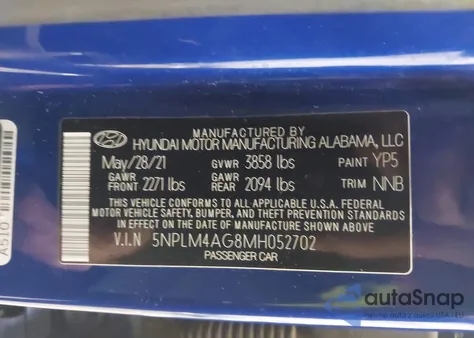 MANUFACTURED BY
HYUNDAI MOTOR MANUFACTURING ALABAMA, LLC
May/28/21 GVWR 3858 lbs PAINT YP5
GAWR FRONT 2271 lbs GAWR REAR 2094 lbs TRIM NNB
THIS VEHICLE CONFORMS TO ALL APPLICABLE U.S.A. FEDERAL
MOTOR VEHICLE SAFETY, BUMPER, AND THEFT PREVENTION STANDARDS
IN EFFECT ON THE DATE OF MANUFACTURE SHOWN ABOVE.
V.I.N 5NPLM4AG8MH052702
PASSENGER CAR
A510
autoSnap